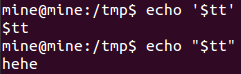 mine@mine:/tmp$ echo '$tt'
$tt
mine@mine:/tmp$ echo "$tt"
hehe